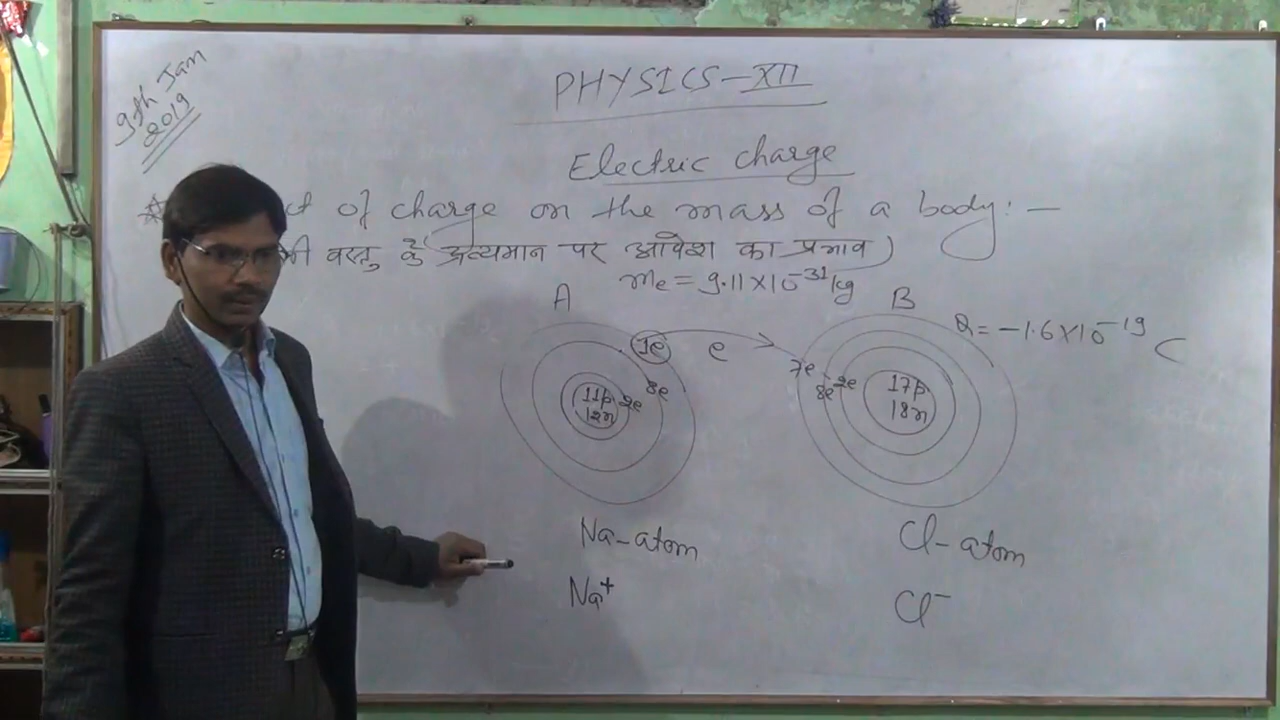 9th Jan
2019
PHYSICS-XII
Electric charge
of charge on the mass of a body: -
वस्तु के द्रव्यमान पर आवेश का प्रभाव)
me = 9.11×10-31 kg
A
B
Q = -1.6×10-19 C
1e
e
7e
8e
2e
11p
12n
2e
8e
17p
18n
Na-atom
Cl-atom
Na+
Cl-